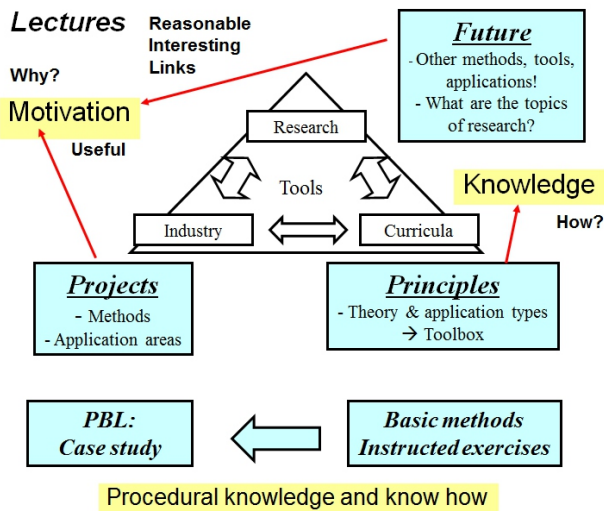 Lectures
Reasonable
Interesting
Links
Why?
Motivation
Useful
Future
- Other methods, tools,
applications!
- What are the topics
of research?
Research
Tools
Industry
Curricula
Knowledge
How?
Projects
- Methods
- Application areas
Principles
- Theory & application types
→ Toolbox
PBL:
Case study
Basic methods
Instructed exercises
Procedural knowledge and know how